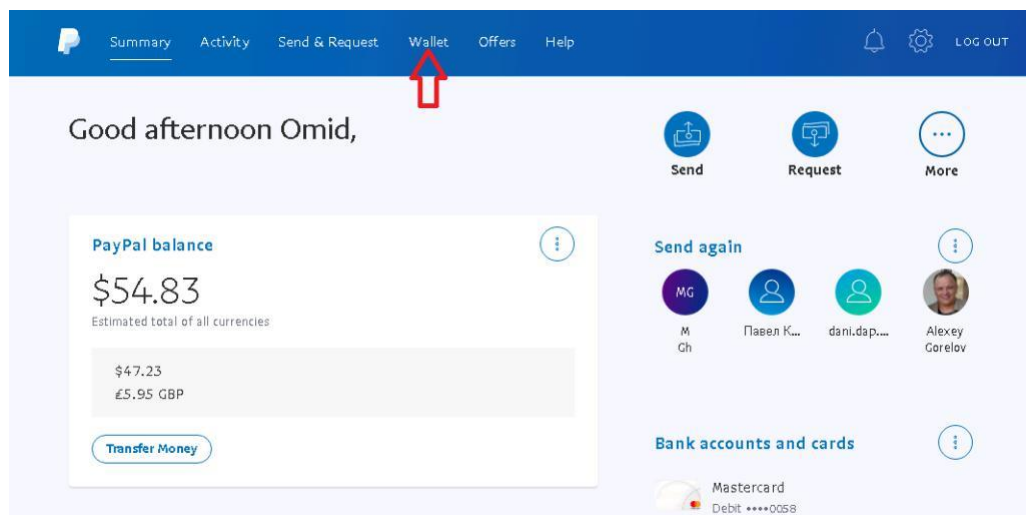 Summary Activity Send & Request Wallet Offers Help LOG OUT
Good afternoon Omid,
Send Request More
PayPal balance
$54.83
Estimated total of all currencies
$47.23
£5.95 GBP
Transfer Money
Send again
MG
M Павел К... dani.dap.... Alexey
Gh Gorelov
Bank accounts and cards
Mastercard
Debit ••••0058